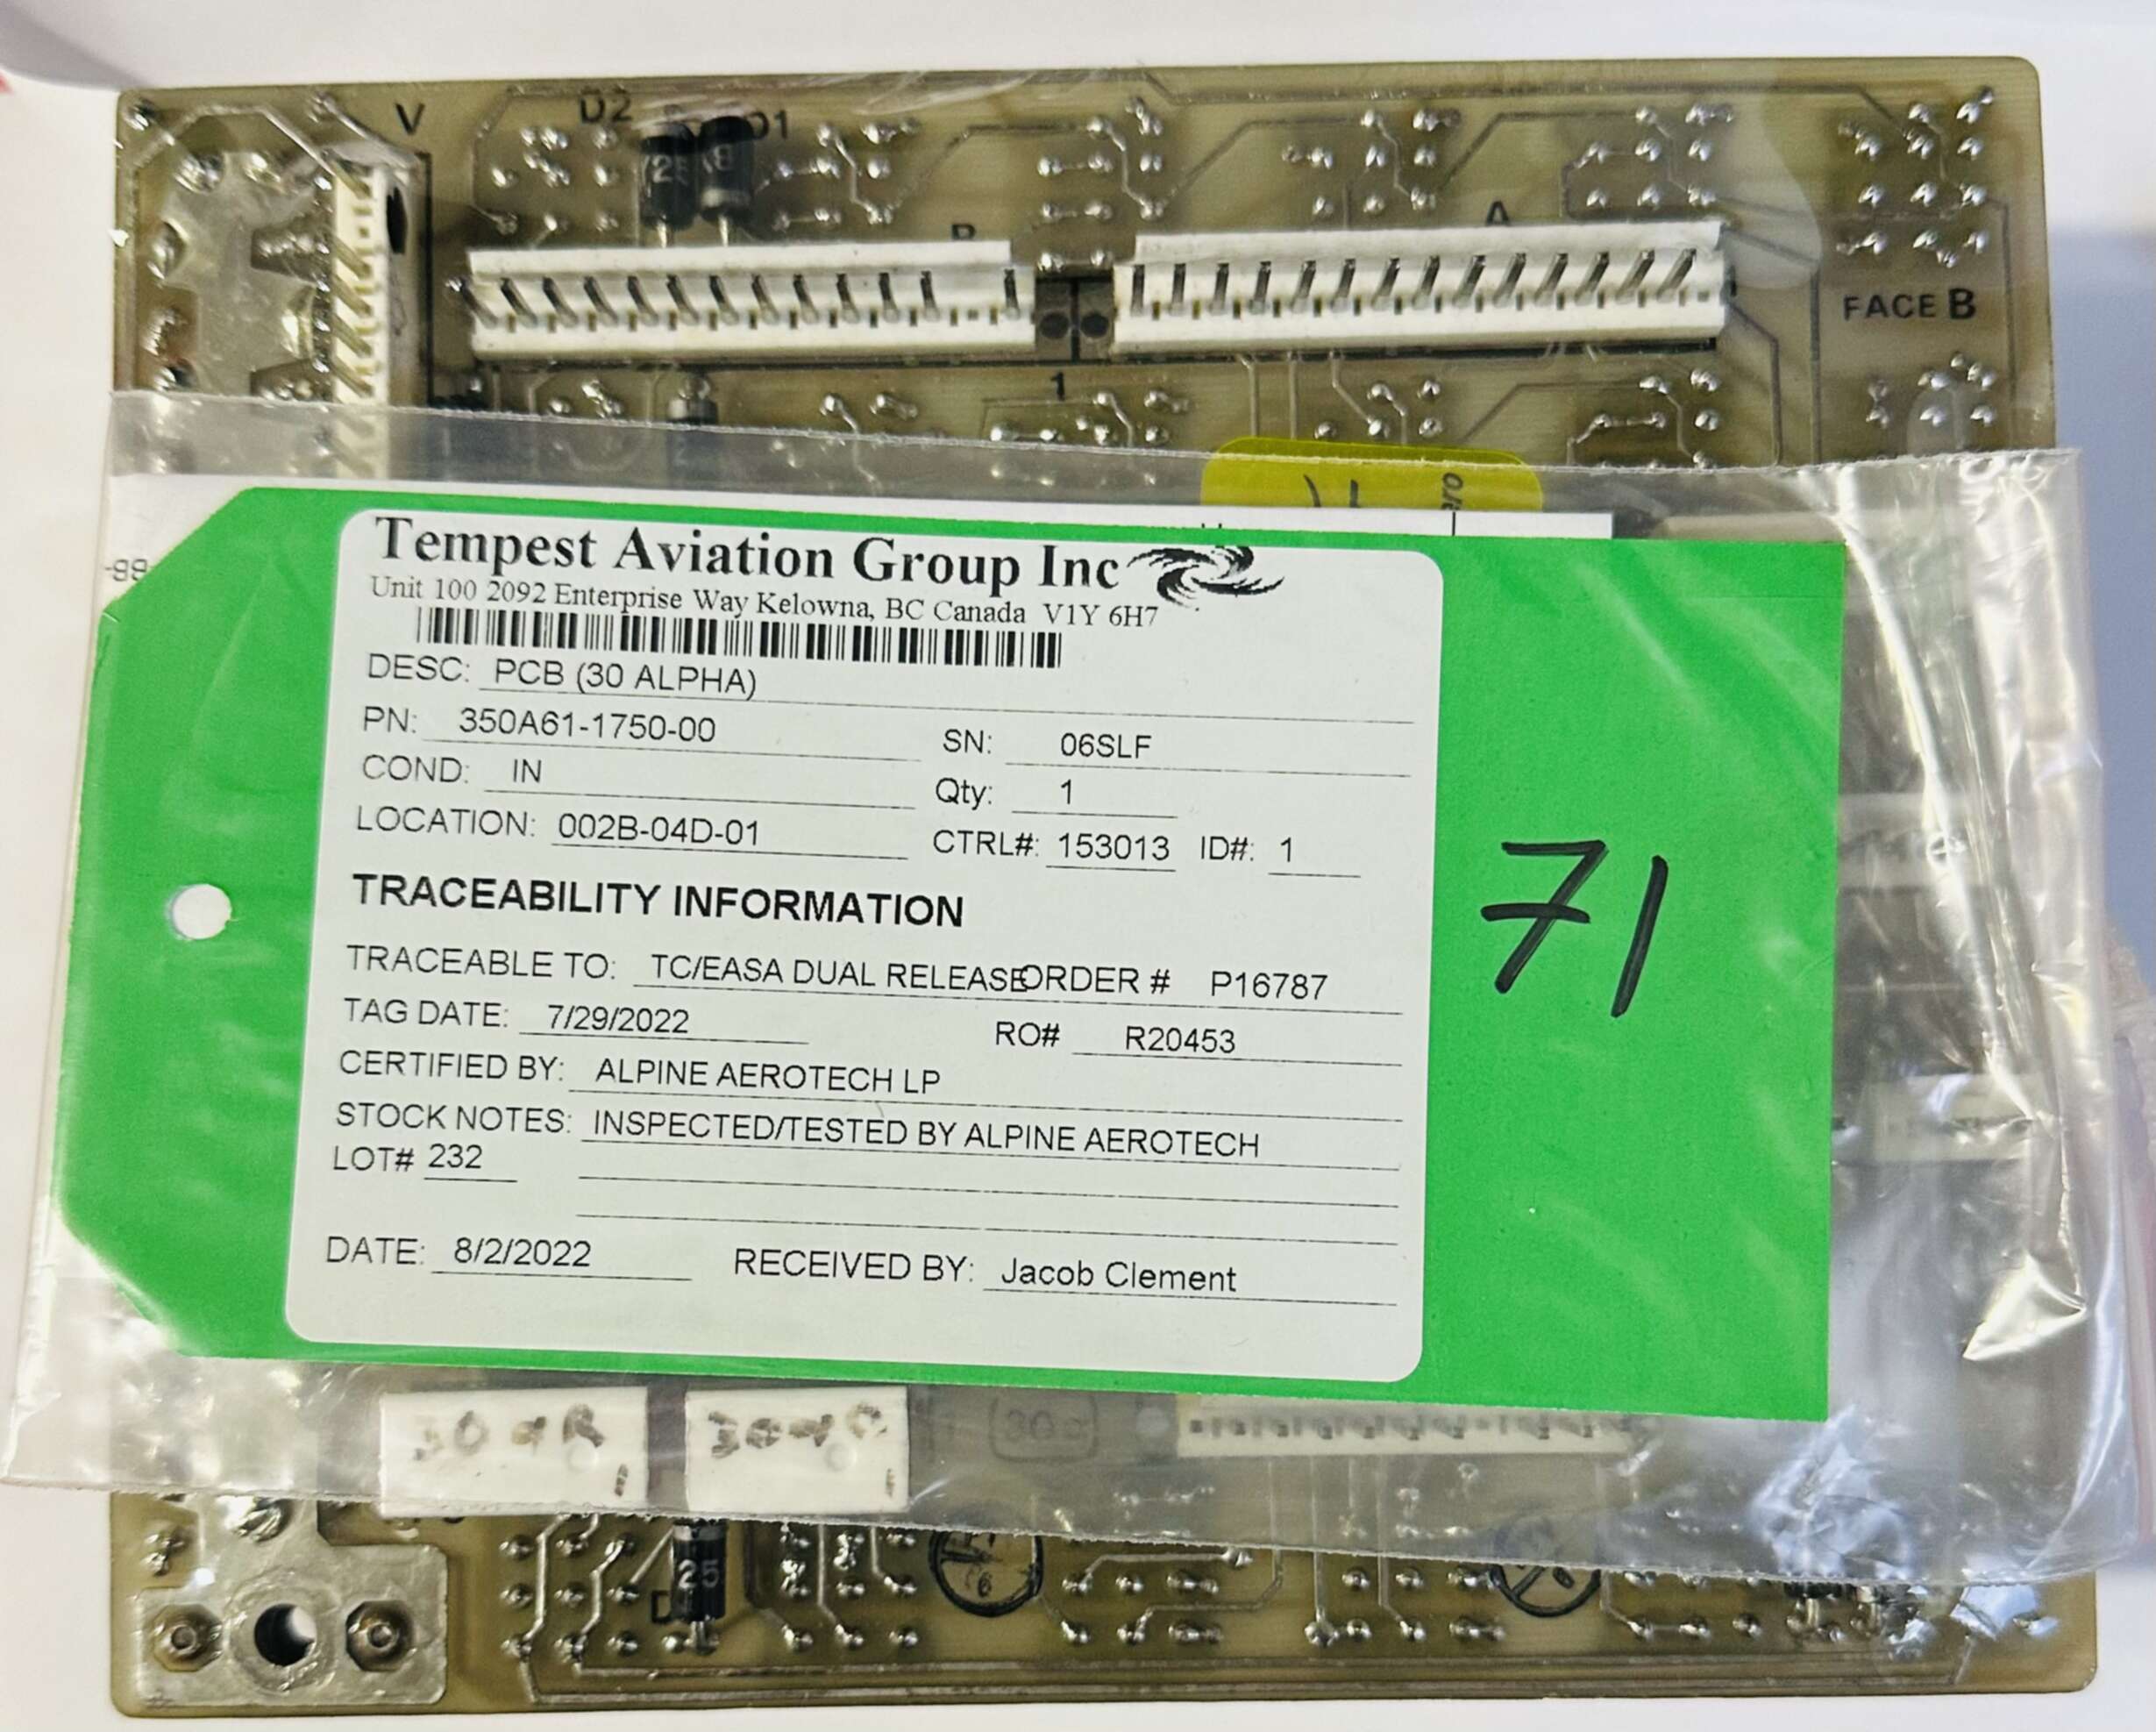 V
D2
D1
B
A
FACE B
1
-99-
Tempest Aviation Group Inc
Unit 100 2092 Enterprise Way Kelowna, BC Canada V1Y 6H7
DESC: PCB (30 ALPHA)
PN: 350A61-1750-00 SN: 06SLF
COND: IN Qty: 1
LOCATION: 002B-04D-01 CTRL#: 153013 ID#: 1
TRACEABILITY INFORMATION
TRACEABLE TO: TC/EASA DUAL RELEASE ORDER # P16787
TAG DATE: 7/29/2022 RO# R20453
CERTIFIED BY: ALPINE AEROTECH LP
STOCK NOTES: INSPECTED/TESTED BY ALPINE AEROTECH
LOT# 232
DATE: 8/2/2022 RECEIVED BY: Jacob Clement
71
30α
25